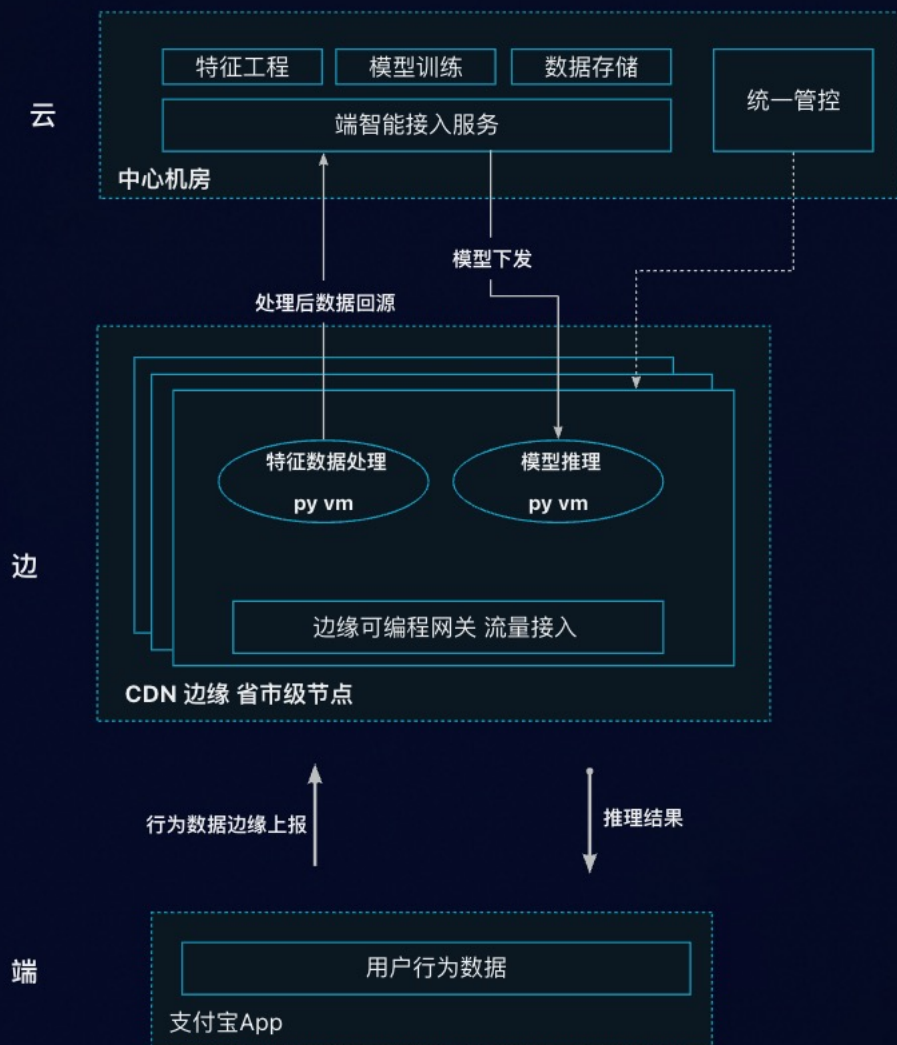 云
特征工程
模型训练
数据存储
统一管控
端智能接入服务
中心机房
模型下发
处理后数据回源
边
特征数据处理
py vm
模型推理
py vm
边缘可编程网关 流量接入
CDN 边缘 省市级节点
行为数据边缘上报
推理结果
端
用户行为数据
支付宝App